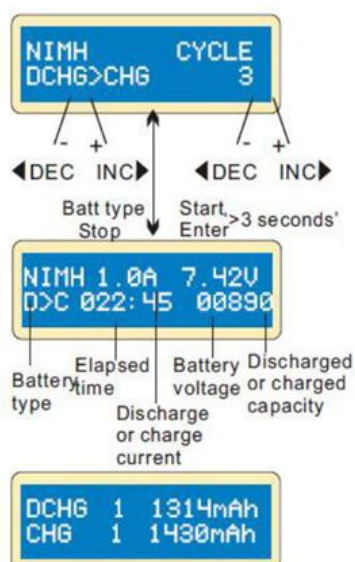 NIMH CYCLE
DCHG>CHG 3
- + - +
◀DEC INC▶ ◀DEC INC▶
Batt type
Stop
Start,
Enter
>3 seconds'
NIMH 1.0A 7.42V
D>C 022:45 00890
Battery
type
Elapsed
time
Discharge
or charge
current
Battery
voltage
Discharged
or charged
capacity
DCHG 1 1314mAh
CHG 1 1430mAh